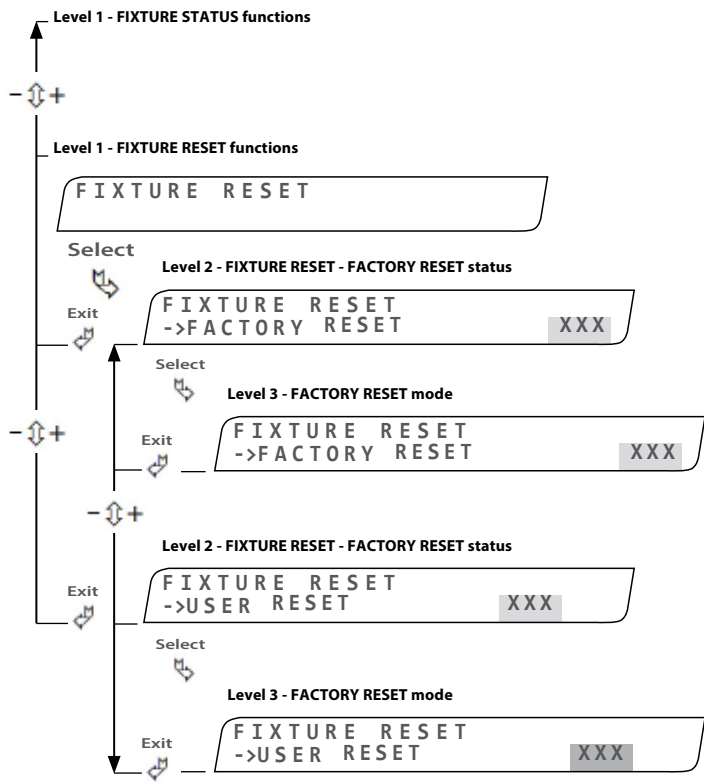 Level 1 - FIXTURE STATUS functions
- +
Level 1 - FIXTURE RESET functions
FIXTURE RESET
Select
Level 2 - FIXTURE RESET - FACTORY RESET status
Exit
FIXTURE RESET
->FACTORY RESET XXX
Select
Level 3 - FACTORY RESET mode
- +
Exit
FIXTURE RESET
->FACTORY RESET XXX
- +
Level 2 - FIXTURE RESET - FACTORY RESET status
Exit
FIXTURE RESET
->USER RESET XXX
Select
Level 3 - FACTORY RESET mode
Exit
FIXTURE RESET
->USER RESET XXX